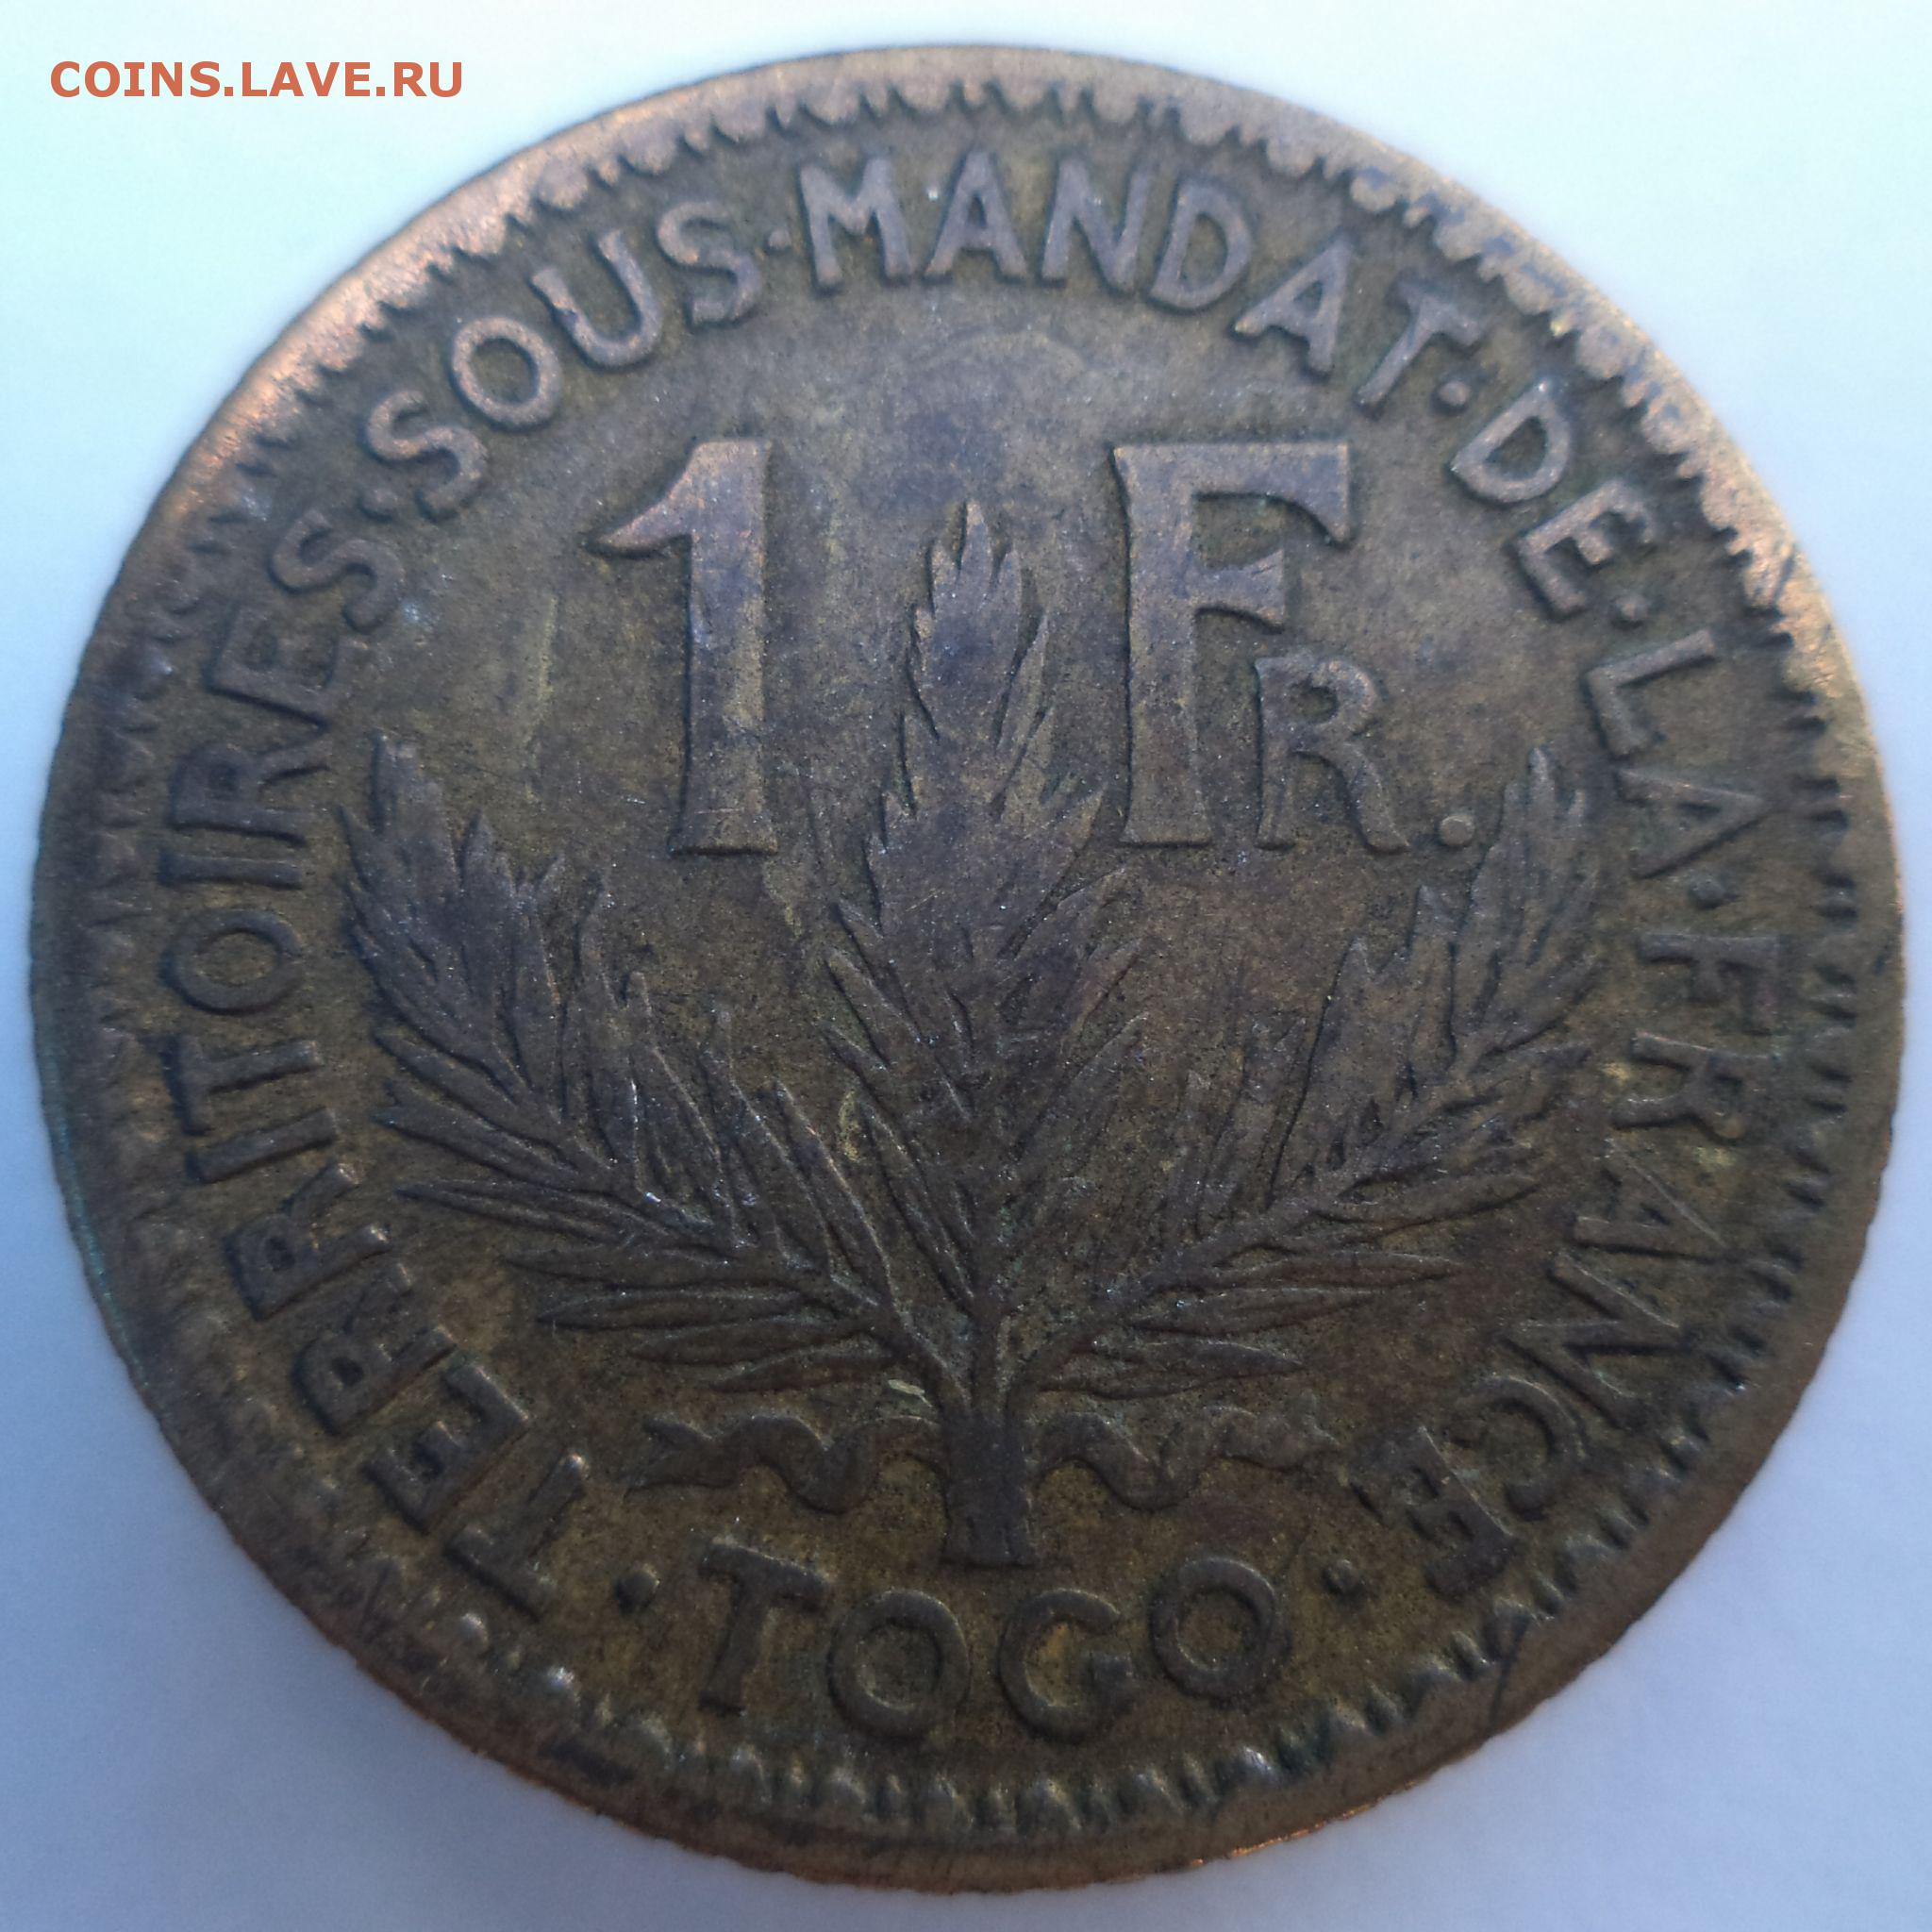 COINS.LAVE.RU
TERRITOIRES·SOUS·MANDAT·DE·LA·FRANCE
1 FR.
·TOGO·